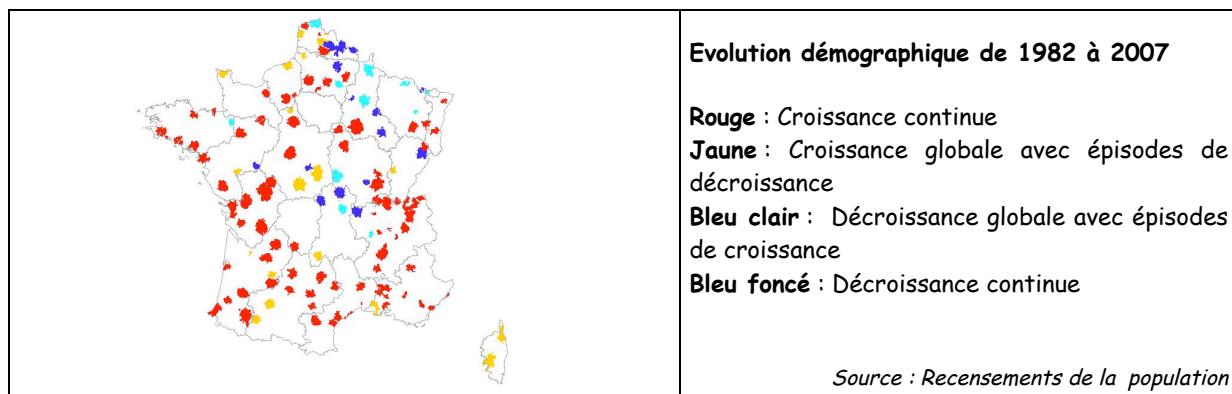 Evolution démographique de 1982 à 2007
Rouge : Croissance continue
Jaune : Croissance globale avec épisodes de
décroissance
Bleu clair : Décroissance globale avec épisodes
de croissance
Bleu foncé : Décroissance continue
Source : Recensements de la population